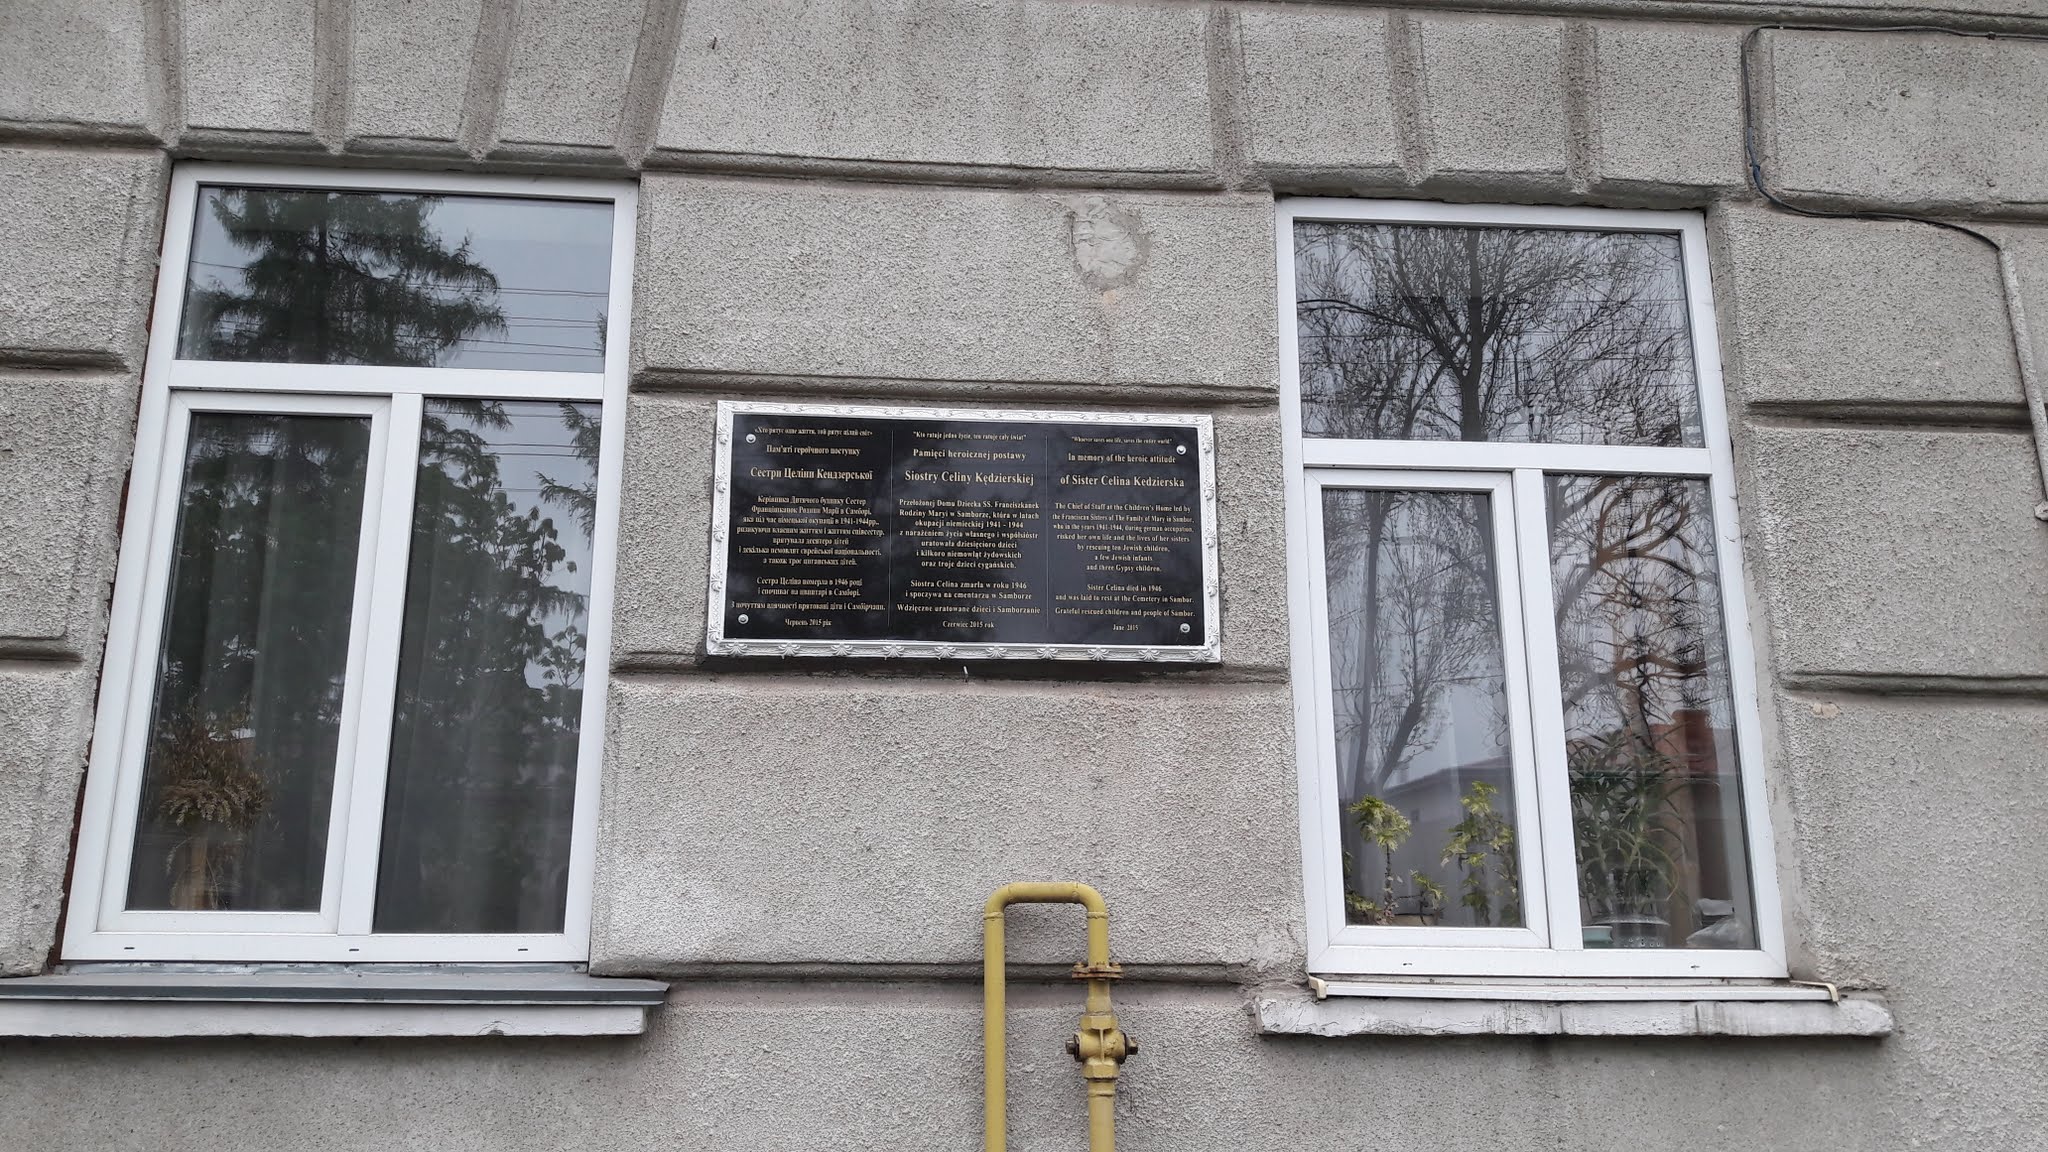 «Хто рятує одне життя, той рятує цілий світ»
Пам'яті героїчного поступку
Сестри Целіни Кендзерської
Керівника Дитячого будинку Сестер
Францішканок Родини Марії в Самборі,
яка під час німецької окупації в 1941-1944рр.,
ризикуючи власним життям і життям співсестер,
врятувала десятеро дітей
і декілька немовлят єврейської національності,
а також троє циганських дітей.
Сестра Целіна померла в 1946 році
і спочиває на цвинтарі в Самборі.
З почуттям вдячності врятовані діти і Самбірчани.
Червень 2015 рік
"Kto ratuje jedno życie, ten ratuje cały świat"
Pamięci heroicznej postawy
Siostry Celiny Kędzierskiej
Przełożonej Domu Dziecka SS. Franciszkanek
Rodziny Maryi w Samborze, która w latach
okupacji niemieckiej 1941 - 1944
z narażeniem życia własnego i współsióstr
uratowała dziesięcioro dzieci
i kilkoro niemowląt żydowskich
oraz troje dzieci cygańskich.
Siostra Celina zmarła w roku 1946
i spoczywa na cmentarzu w Samborze
Wdzięczne uratowane dzieci i Samborzanie
Czerwiec 2015 rok
"Whoever saves one life, saves the entire world"
In memory of the heroic attitude
of Sister Celina Kedzierska
The Chief of Staff at the Children's Home led by
the Franciscan Sisters of The Family of Mary in Sambor,
who in the years 1941-1944, during german occupation,
risked her own life and the lives of her sisters
by rescuing ten Jewish children,
a few Jewish infants
and three Gypsy children.
Sister Celina died in 1946
and was laid to rest at the Cemetery in Sambor.
Grateful rescued children and people of Sambor.
June 2015